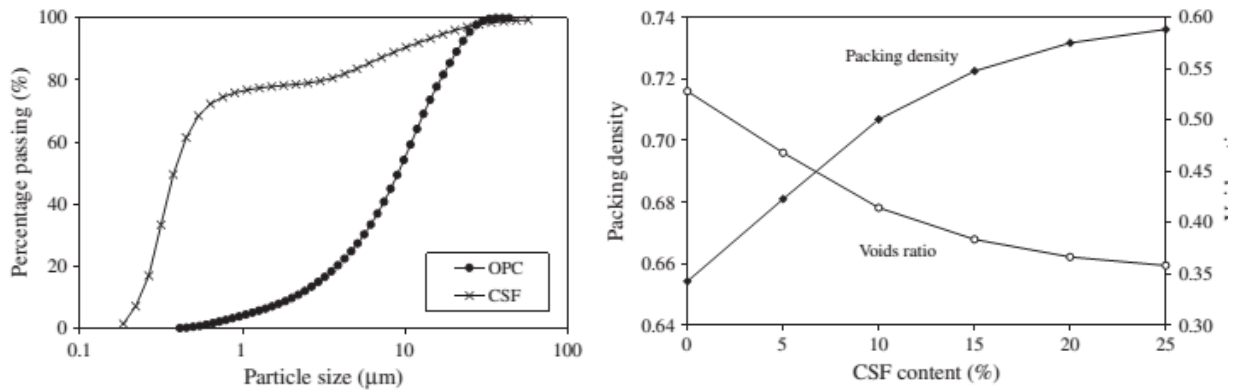 100
80
60
40
20
0
Percentage passing (%)
OPC
CSF
0.1 1 10 100
Particle size (µm)
0.74
0.72
0.70
0.68
0.66
0.64
Packing density
Packing density
Voids ratio
0.60
0.55
0.50
0.45
0.40
0.35
0.30
0 5 10 15 20 25
CSF content (%)